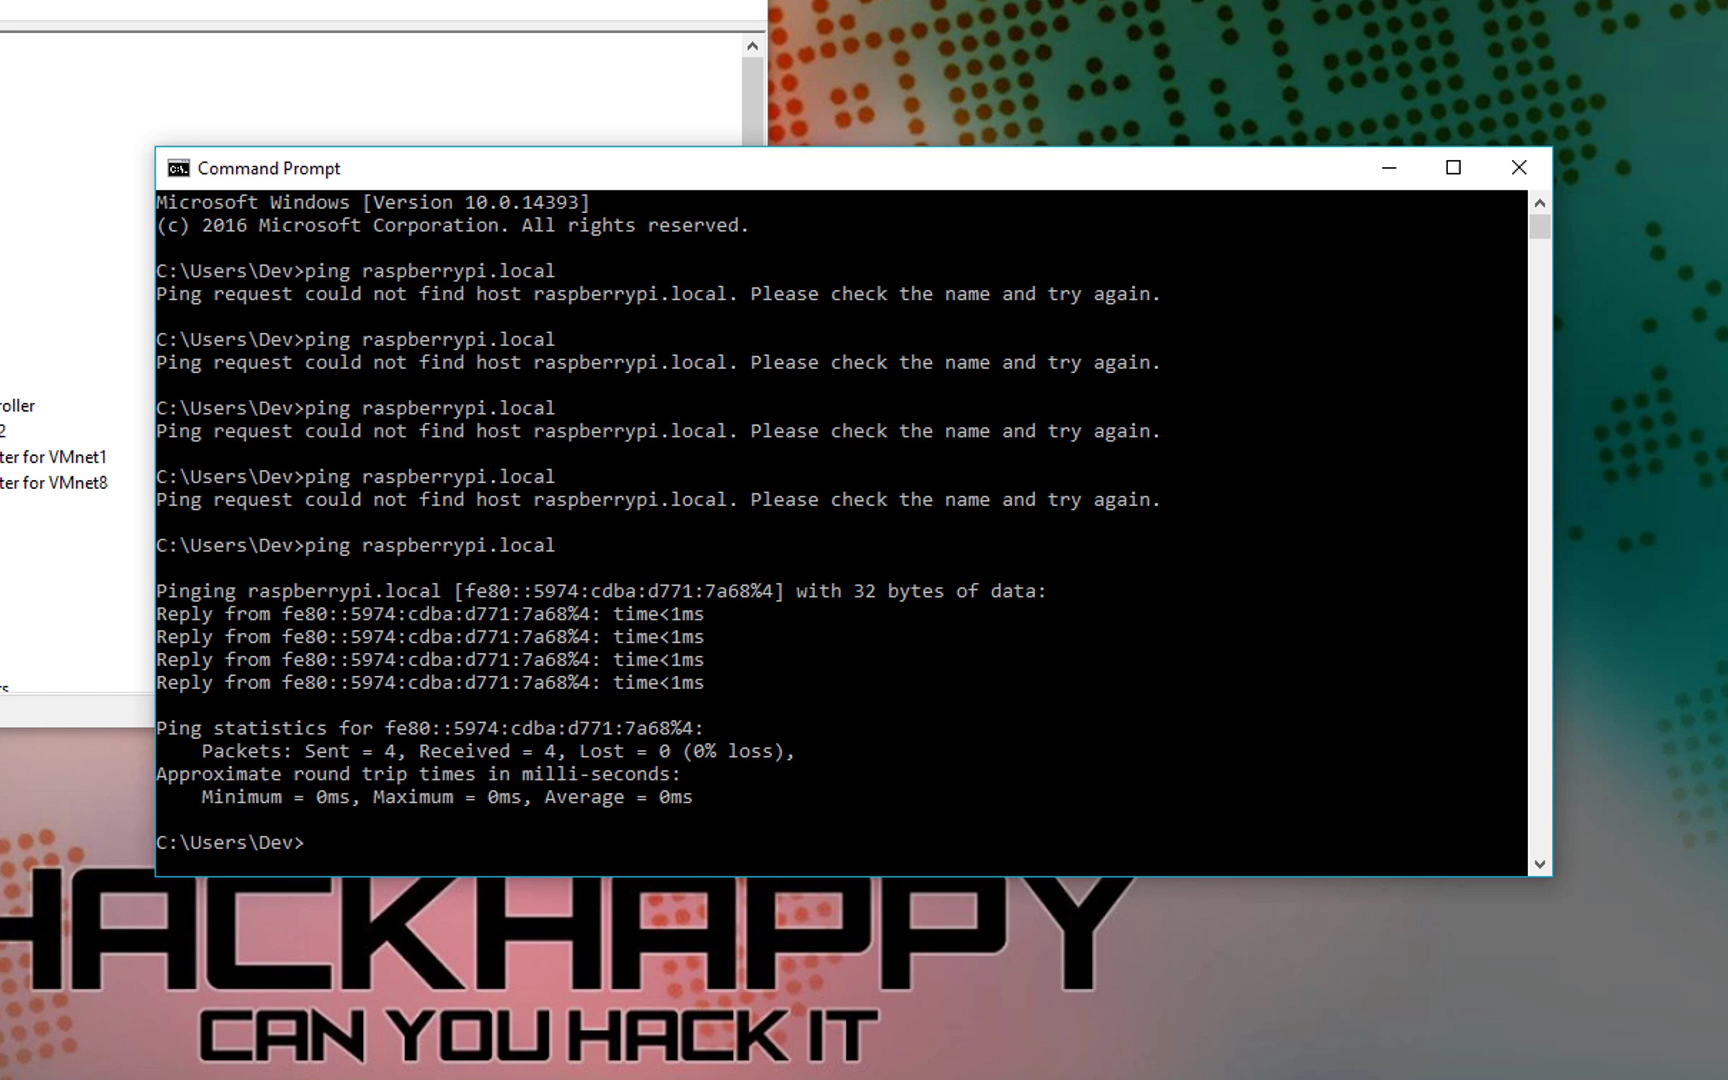 Command Prompt
Microsoft Windows [Version 10.0.14393]
(c) 2016 Microsoft Corporation. All rights reserved.
C:\Users\Dev>ping raspberrypi.local
Ping request could not find host raspberrypi.local. Please check the name and try again.
C:\Users\Dev>ping raspberrypi.local
Ping request could not find host raspberrypi.local. Please check the name and try again.
C:\Users\Dev>ping raspberrypi.local
Ping request could not find host raspberrypi.local. Please check the name and try again.
C:\Users\Dev>ping raspberrypi.local
Ping request could not find host raspberrypi.local. Please check the name and try again.
C:\Users\Dev>ping raspberrypi.local
Pinging raspberrypi.local [fe80::5974:cdba:d771:7a68%4] with 32 bytes of data:
Reply from fe80::5974:cdba:d771:7a68%4: time<1ms
Reply from fe80::5974:cdba:d771:7a68%4: time<1ms
Reply from fe80::5974:cdba:d771:7a68%4: time<1ms
Reply from fe80::5974:cdba:d771:7a68%4: time<1ms
Ping statistics for fe80::5974:cdba:d771:7a68%4:
Packets: Sent = 4, Received = 4, Lost = 0 (0% loss),
Approximate round trip times in milli-seconds:
Minimum = 0ms, Maximum = 0ms, Average = 0ms
C:\Users\Dev>
oller
2
ter for VMnet1
ter for VMnet8
HACKHAPPY
CAN YOU HACK IT